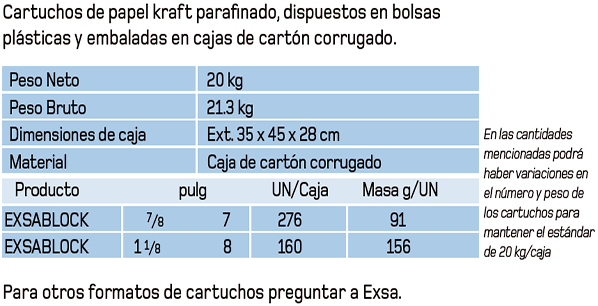 Cartuchos de papel kraft parafinado, dispuestos en bolsas
plásticas y embaladas en cajas de cartón corrugado.
Peso Neto 20 kg
Peso Bruto 21.3 kg
Dimensiones de caja Ext. 35 x 45 x 28 cm
Material Caja de cartón corrugado
Producto pulg UN/Caja Masa g/UN
EXSABLOCK 7/8 7 276 91
EXSABLOCK 1 1/8 8 160 156
En las cantidades
mencionadas podrá
haber variaciones en
el número y peso de
los cartuchos para
mantener el estándar
de 20 kg/caja
Para otros formatos de cartuchos preguntar a Exsa.